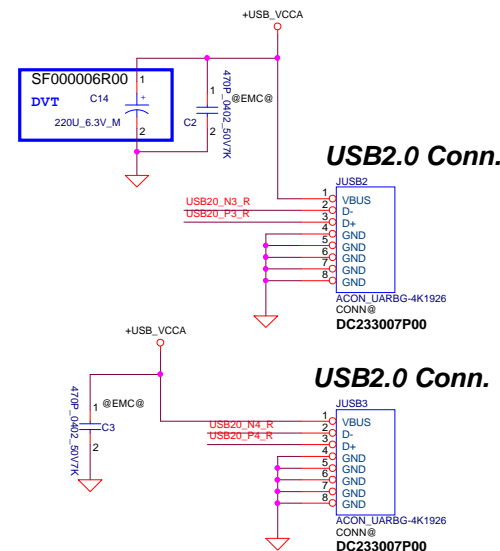 +USB_VCCA
SF000006R00
DVT
C14
1
+
220U_6.3V_M
2
1
470P_0402_50V7K
@EMC@
C2
2
USB2.0 Conn.
JUSB2
1 VBUS
USB20_N3_R 2 D-
USB20_P3_R 3 D+
4 GND
5 GND
6 GND
7 GND
8 GND
ACON_UARBG-4K1926
CONN@
DC233007P00
+USB_VCCA
USB2.0 Conn.
470P_0402_50V7K
1
@EMC@
C3
2
JUSB3
1 VBUS
USB20_N4_R 2 D-
USB20_P4_R 3 D+
4 GND
5 GND
6 GND
7 GND
8 GND
ACON_UARBG-4K1926
CONN@
DC233007P00